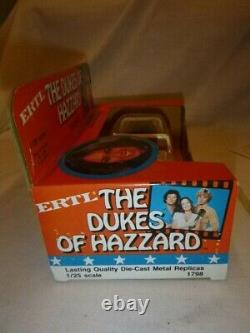 ERTL
THE DUKES
OF HAZZARD
ERTL
THE
DUKES
OF HAZZARD
Lasting Quality Die-Cast Metal Replicas
1/25 scale 1798